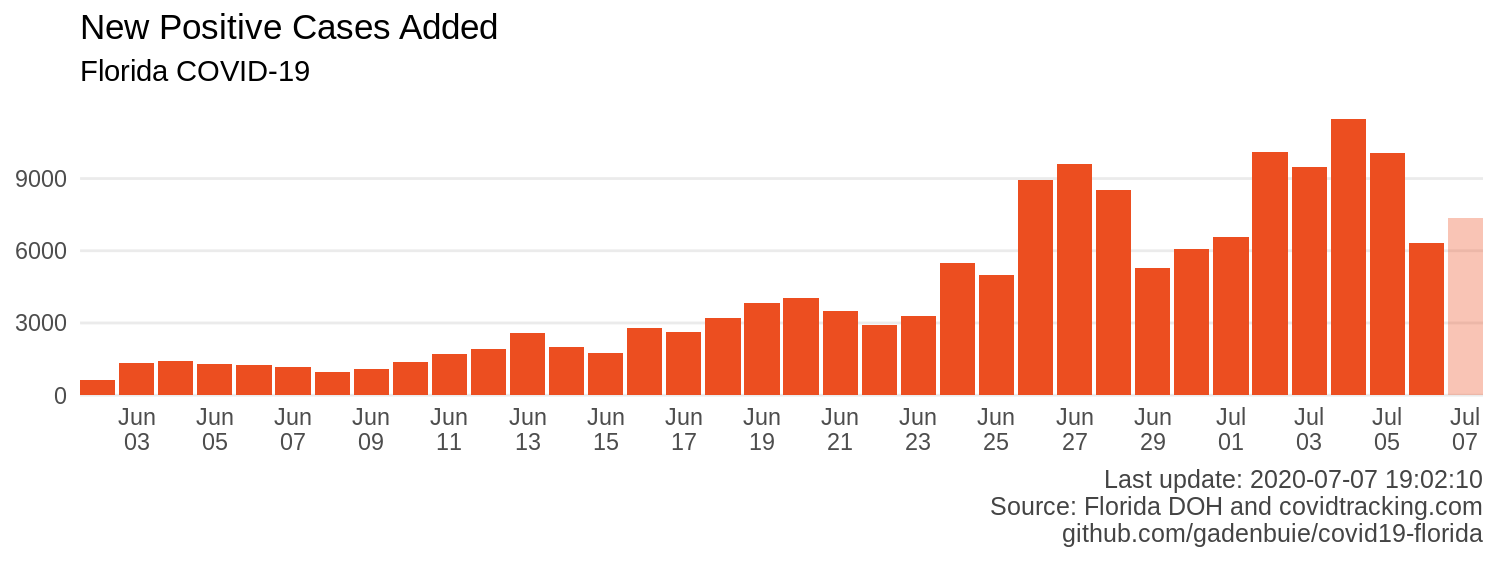 New Positive Cases Added
Florida COVID-19
9000
6000
3000
0
Jun Jun Jun Jun Jun Jun Jun Jun Jun Jun Jun Jun Jun Jun Jul Jul Jul Jul
03 05 07 09 11 13 15 17 19 21 23 25 27 29 01 03 05 07
Last update: 2020-07-07 19:02:10
Source: Florida DOH and covidtracking.com
github.com/gadenbuie/covid19-florida